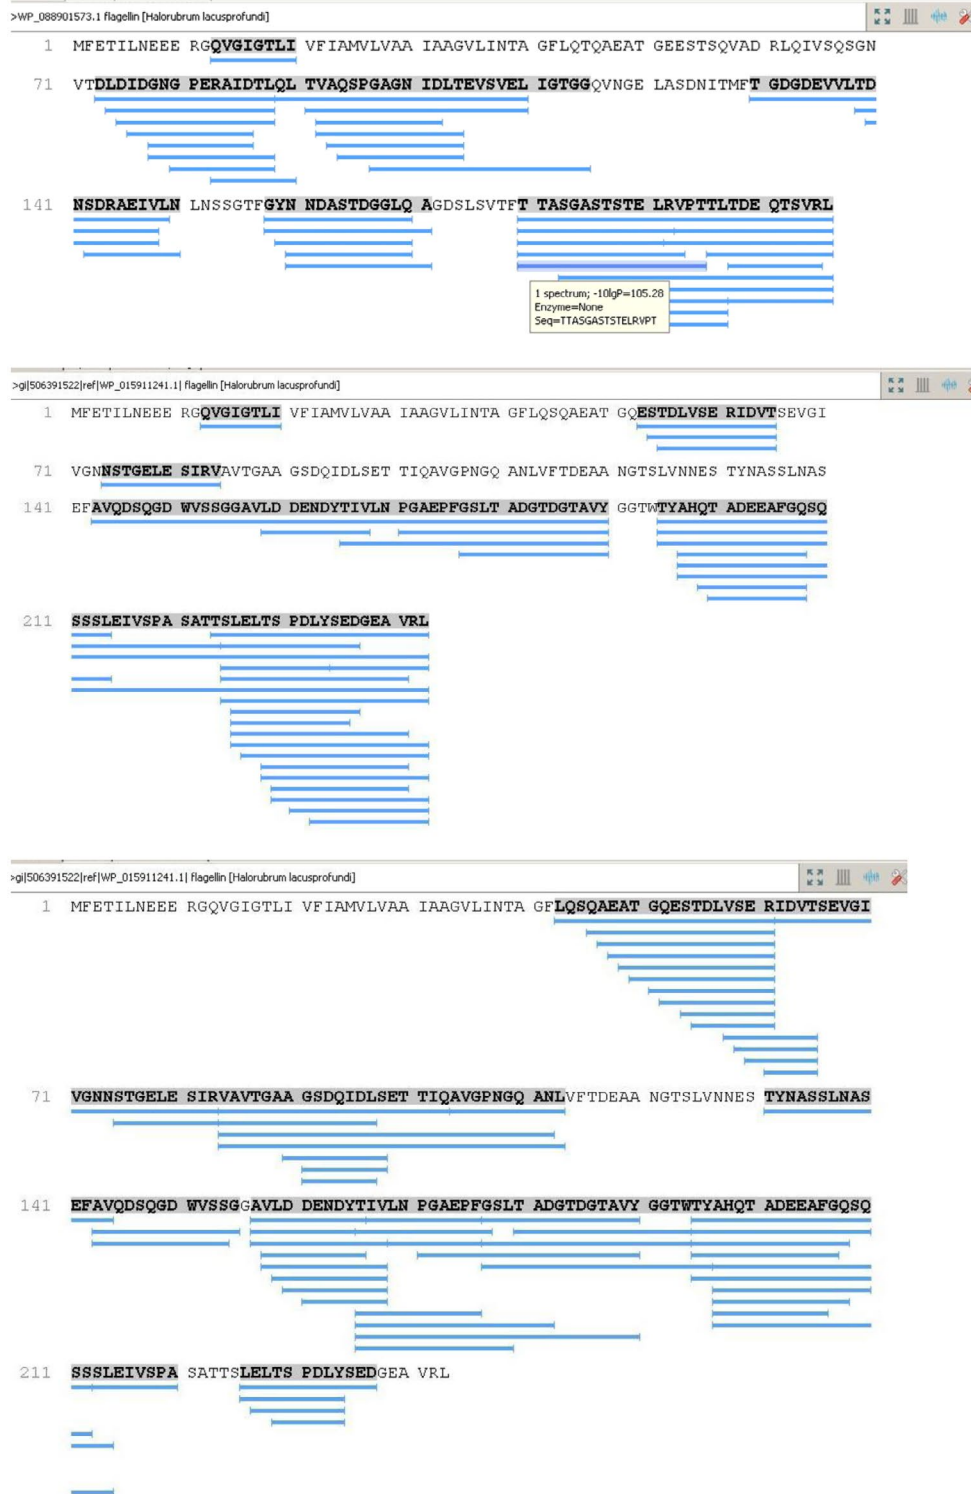 >WP_088901573.1 flagellin [Halorubrum lacusprofundi]
1 MFETILNEEE RGQVGIGTLI VFIAMVLVAA IAAGVLINTA GFLQTQAEAT GEESTSQVAD RLQIVSQSGN
71 VTDLDIDGNG PERAIDTLQL TVAQSPGAGN IDLTEVSVEL IGTGGQVNGE LASDNITMFT GDGDEVVLTD
141 NSDRAEIVLN LNSSGTFGYN NDASTDGGLQ AGDSLSVTFT TASGASTSTE LRVPTTLTDE QTSVRL
1 spectrum; -10lgP=105.28
Enzyme=None
Seq=TTASGASTSTELRVPT
>gi|506391522|ref|WP_015911241.1| flagellin [Halorubrum lacusprofundi]
1 MFETILNEEE RGQVGIGTLI VFIAMVLVAA IAAGVLINTA GFLQSQAEAT GQESTDLVSE RIDVTSEVGI
71 VGNNSTGELE SIRVAVTGAA GSDQIDLSET TIQAVGPNGQ ANLVFTDEAA NGTSLVNNES TYNASSLNAS
141 EFAVQDSQGD WVSSGGAVLD DENDYTIVLN PGAEPFGSLT ADGTDGTAVY GGTWTYAHQT ADEEAFGQSQ
211 SSSLEIVSPA SATTSLELTS PDLYSEDGEA VRL
>gi|506391522|ref|WP_015911241.1| flagellin [Halorubrum lacusprofundi]
1 MFETILNEEE RGQVGIGTLI VFIAMVLVAA IAAGVLINTA GFLQSQAEAT GQESTDLVSE RIDVTSEVGI
71 VGNNSTGELE SIRVAVTGAA GSDQIDLSET TIQAVGPNGQ ANLVFTDEAA NGTSLVNNES TYNASSLNAS
141 EFAVQDSQGD WVSSGGAVLD DENDYTIVLN PGAEPFGSLT ADGTDGTAVY GGTWTYAHQT ADEEAFGQSQ
211 SSSLEIVSPA SATTSLELTS PDLYSEDGEA VRL